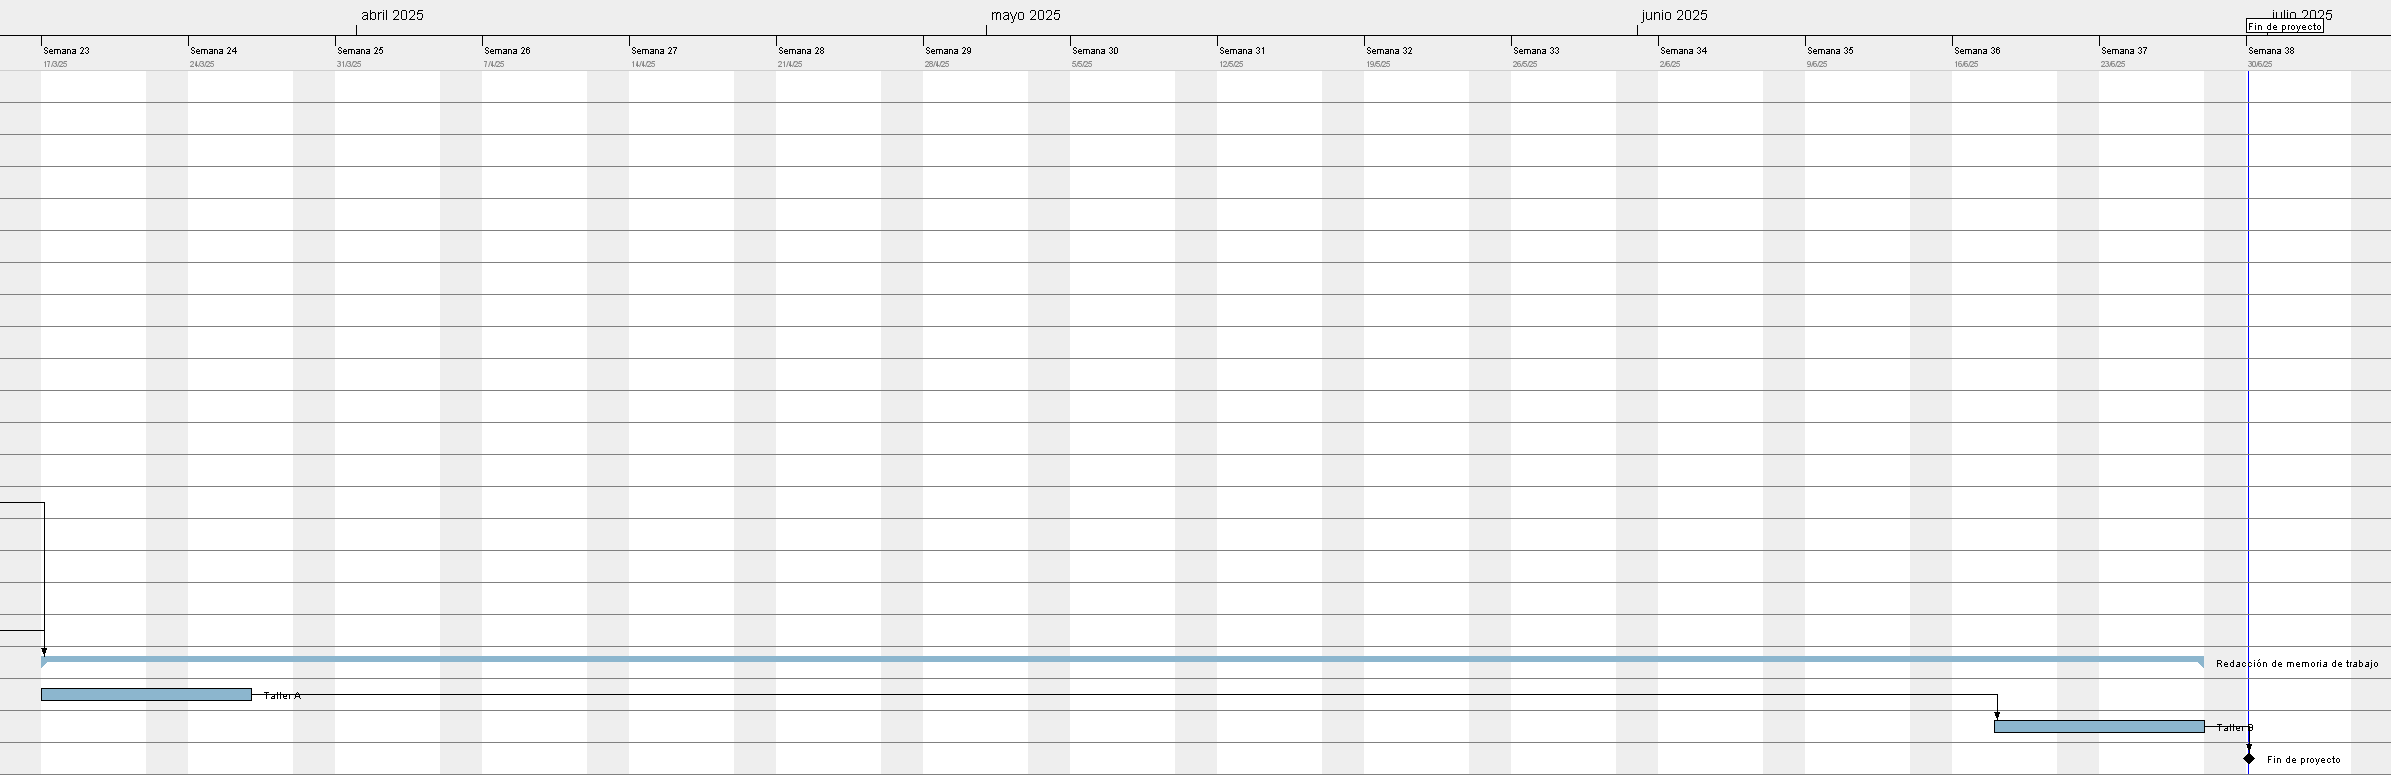 abril 2025 mayo 2025 junio 2025 julio 2025
Fin de proyecto
Semana 23 Semana 24 Semana 25 Semana 26 Semana 27 Semana 28 Semana 29 Semana 30 Semana 31 Semana 32 Semana 33 Semana 34 Semana 35 Semana 36 Semana 37 Semana 38
17/3/25 24/3/25 31/3/25 7/4/25 14/4/25 21/4/25 28/4/25 5/5/25 12/5/25 19/5/25 26/5/25 2/6/25 9/6/25 16/6/25 23/6/25 30/6/25
Redacción de memoria de trabajo
Taller A
Taller B
Fin de proyecto